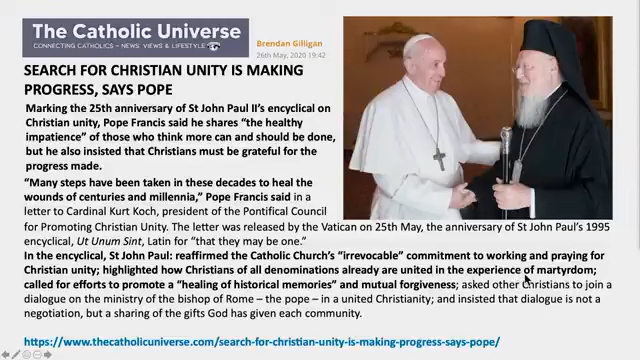 The Catholic Universe
CONNECTING CATHOLICS – NEWS, VIEWS & LIFESTYLE
Brendan Gilligan
26th May, 2020 19:42
SEARCH FOR CHRISTIAN UNITY IS MAKING
PROGRESS, SAYS POPE
Marking the 25th anniversary of St John Paul II's encyclical on
Christian unity, Pope Francis said he shares "the healthy
impatience" of those who think more can and should be done,
but he also insisted that Christians must be grateful for the
progress made.
"Many steps have been taken in these decades to heal the
wounds of centuries and millennia," Pope Francis said in a
letter to Cardinal Kurt Koch, president of the Pontifical Council
for Promoting Christian Unity. The letter was released by the Vatican on 25th May, the anniversary of St John Paul's 1995
encyclical, Ut Unum Sint, Latin for "that they may be one."
In the encyclical, St John Paul: reaffirmed the Catholic Church's "irrevocable" commitment to working and praying for
Christian unity; highlighted how Christians of all denominations already are united in the experience of martyrdom;
called for efforts to promote a "healing of historical memories" and mutual forgiveness; asked other Christians to join a
dialogue on the ministry of the bishop of Rome – the pope – in a united Christianity; and insisted that dialogue is not a
negotiation, but a sharing of the gifts God has given each community.
https://www.thecatholicuniverse.com/search-for-christian-unity-is-making-progress-says-pope/